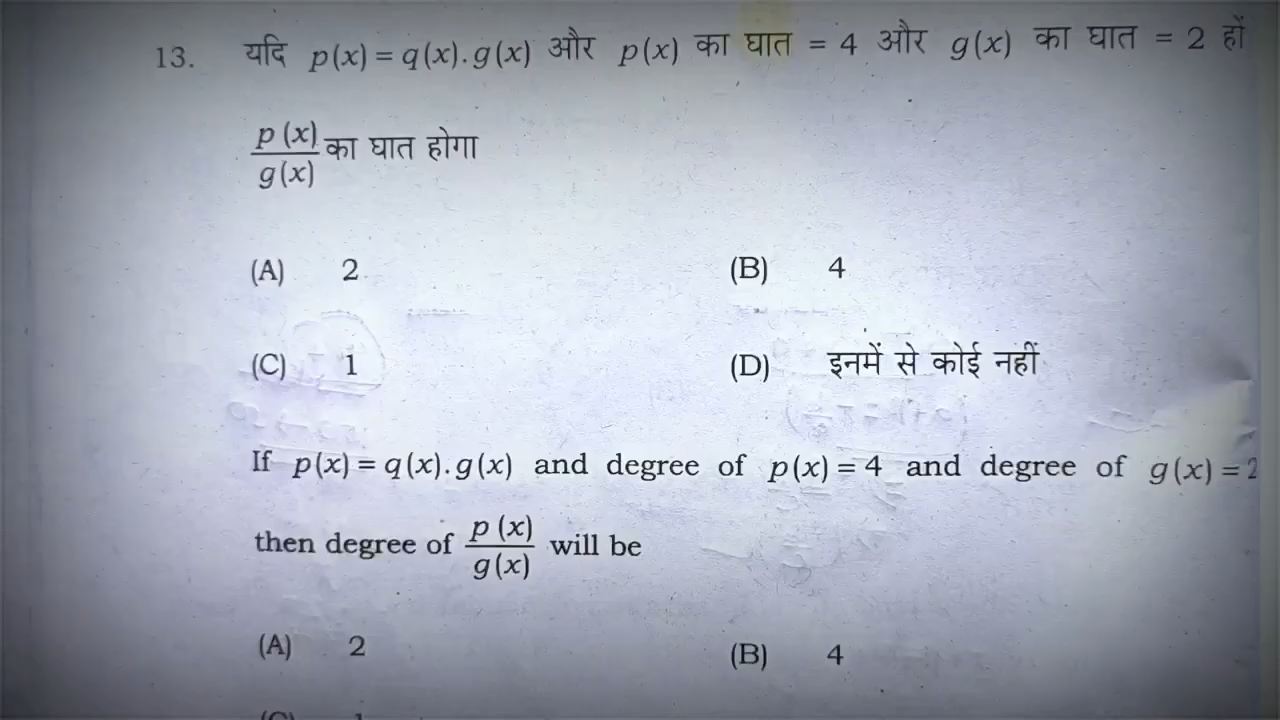 13. यदि p(x) = q(x).g(x) और p(x) का घात = 4 और g(x) का घात = 2 हों
p(x)/g(x) का घात होगा
(A) 2 (B) 4
(C) 1 (D) इनमें से कोई नहीं
If p(x) = q(x).g(x) and degree of p(x) = 4 and degree of g(x) = 2
then degree of p(x)/g(x) will be
(A) 2 (B) 4
(C) 1